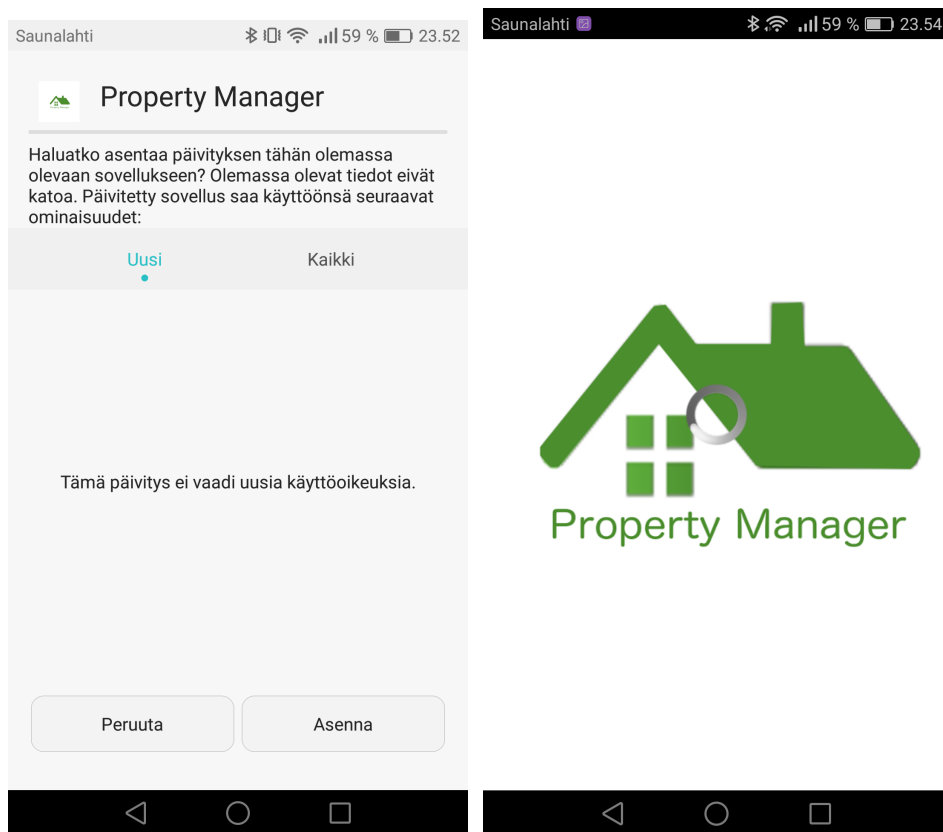 Saunalahti 59 % 23.52
Property Manager
Haluatko asentaa päivityksen tähän olemassa
olevaan sovellukseen? Olemassa olevat tiedot eivät
katoa. Päivitetty sovellus saa käyttöönsä seuraavat
ominaisuudet:
Uusi Kaikki
Tämä päivitys ei vaadi uusia käyttöoikeuksia.
Peruuta Asenna
Saunalahti 59 % 23.54
Property Manager